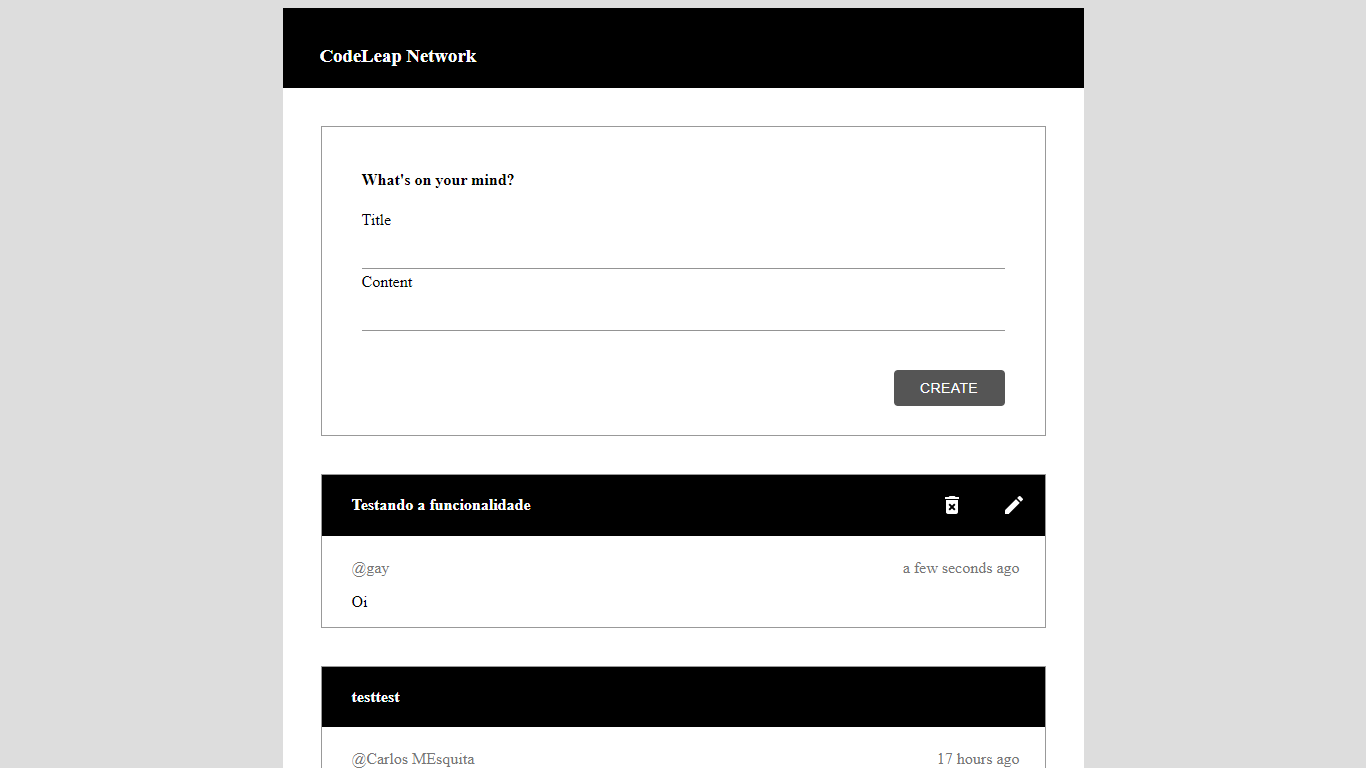 CodeLeap Network
What's on your mind?
Title
Content
CREATE
Testando a funcionalidade
@gay a few seconds ago
Oi
testtest
@Carlos MEsquita 17 hours ago